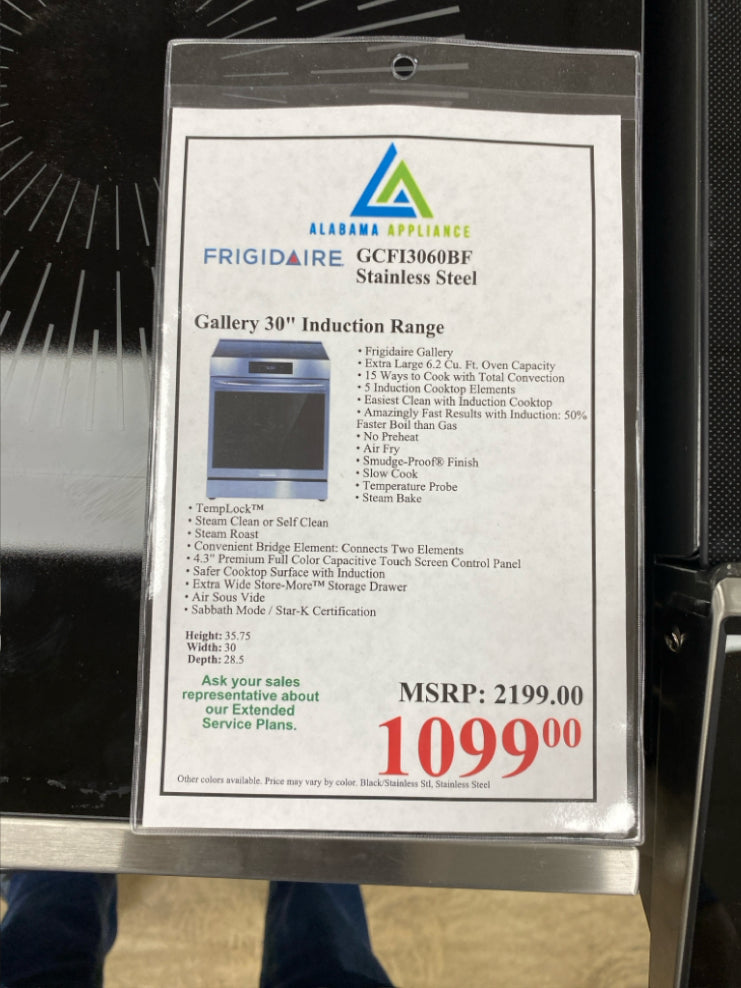 ALABAMA APPLIANCE
FRIGIDAIRE GCFI3060BF
Stainless Steel
Gallery 30" Induction Range
• Frigidaire Gallery
• Extra Large 6.2 Cu. Ft. Oven Capacity
• 15 Ways to Cook with Total Convection
• 5 Induction Cooktop Elements
• Easiest Clean with Induction Cooktop
• Amazingly Fast Results with Induction: 50%
Faster Boil than Gas
• No Preheat
• Air Fry
• Smudge-Proof® Finish
• Slow Cook
• Temperature Probe
• Steam Bake
• TempLock™
• Steam Clean or Self Clean
• Steam Roast
• Convenient Bridge Element: Connects Two Elements
• 4.3" Premium Full Color Capacitive Touch Screen Control Panel
• Safer Cooktop Surface with Induction
• Extra Wide Store-More™ Storage Drawer
• Air Sous Vide
• Sabbath Mode / Star-K Certification
Height: 35.75
Width: 30
Depth: 28.5
Ask your sales
representative about
our Extended
Service Plans.
MSRP: 2199.00
109900
Other colors available. Price may vary by color. Black/Stainless Stl, Stainless Steel